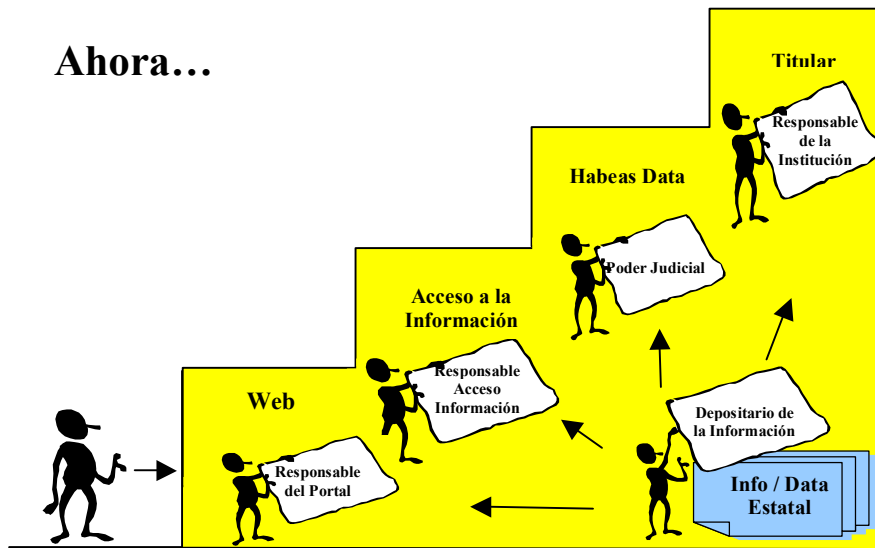 Ahora…
Titular
Responsable
de la
Institución
Habeas Data
Poder Judicial
Acceso a la
Información
Responsable
Acceso
Información
Web
Responsable
del Portal
Depositario de
la Información
Info / Data
Estatal